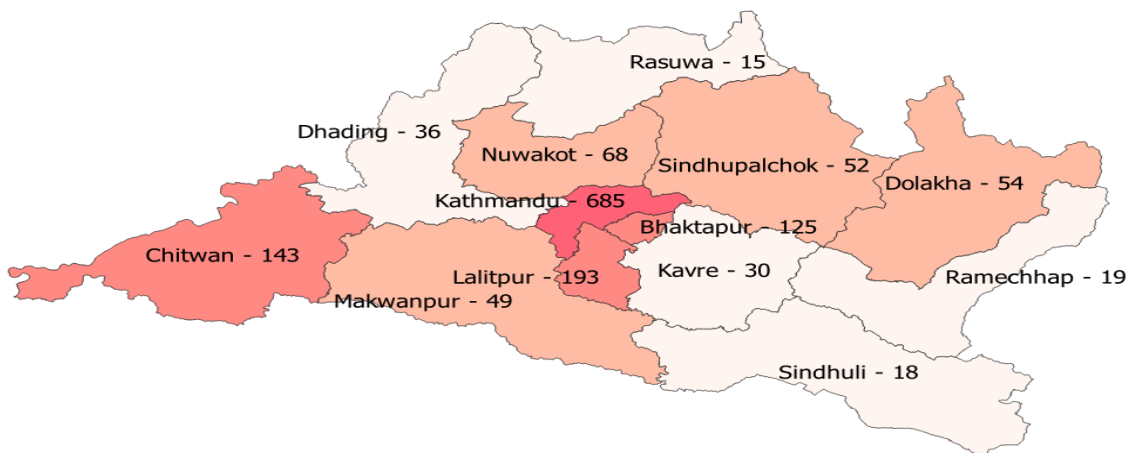 Rasuwa - 15
Dhading - 36
Nuwakot - 68
Sindhupalchok - 52
Dolakha - 54
Kathmandu - 685
Bhaktapur - 125
Chitwan - 143
Lalitpur - 193
Kavre - 30
Ramechhap - 19
Makwanpur - 49
Sindhuli - 18